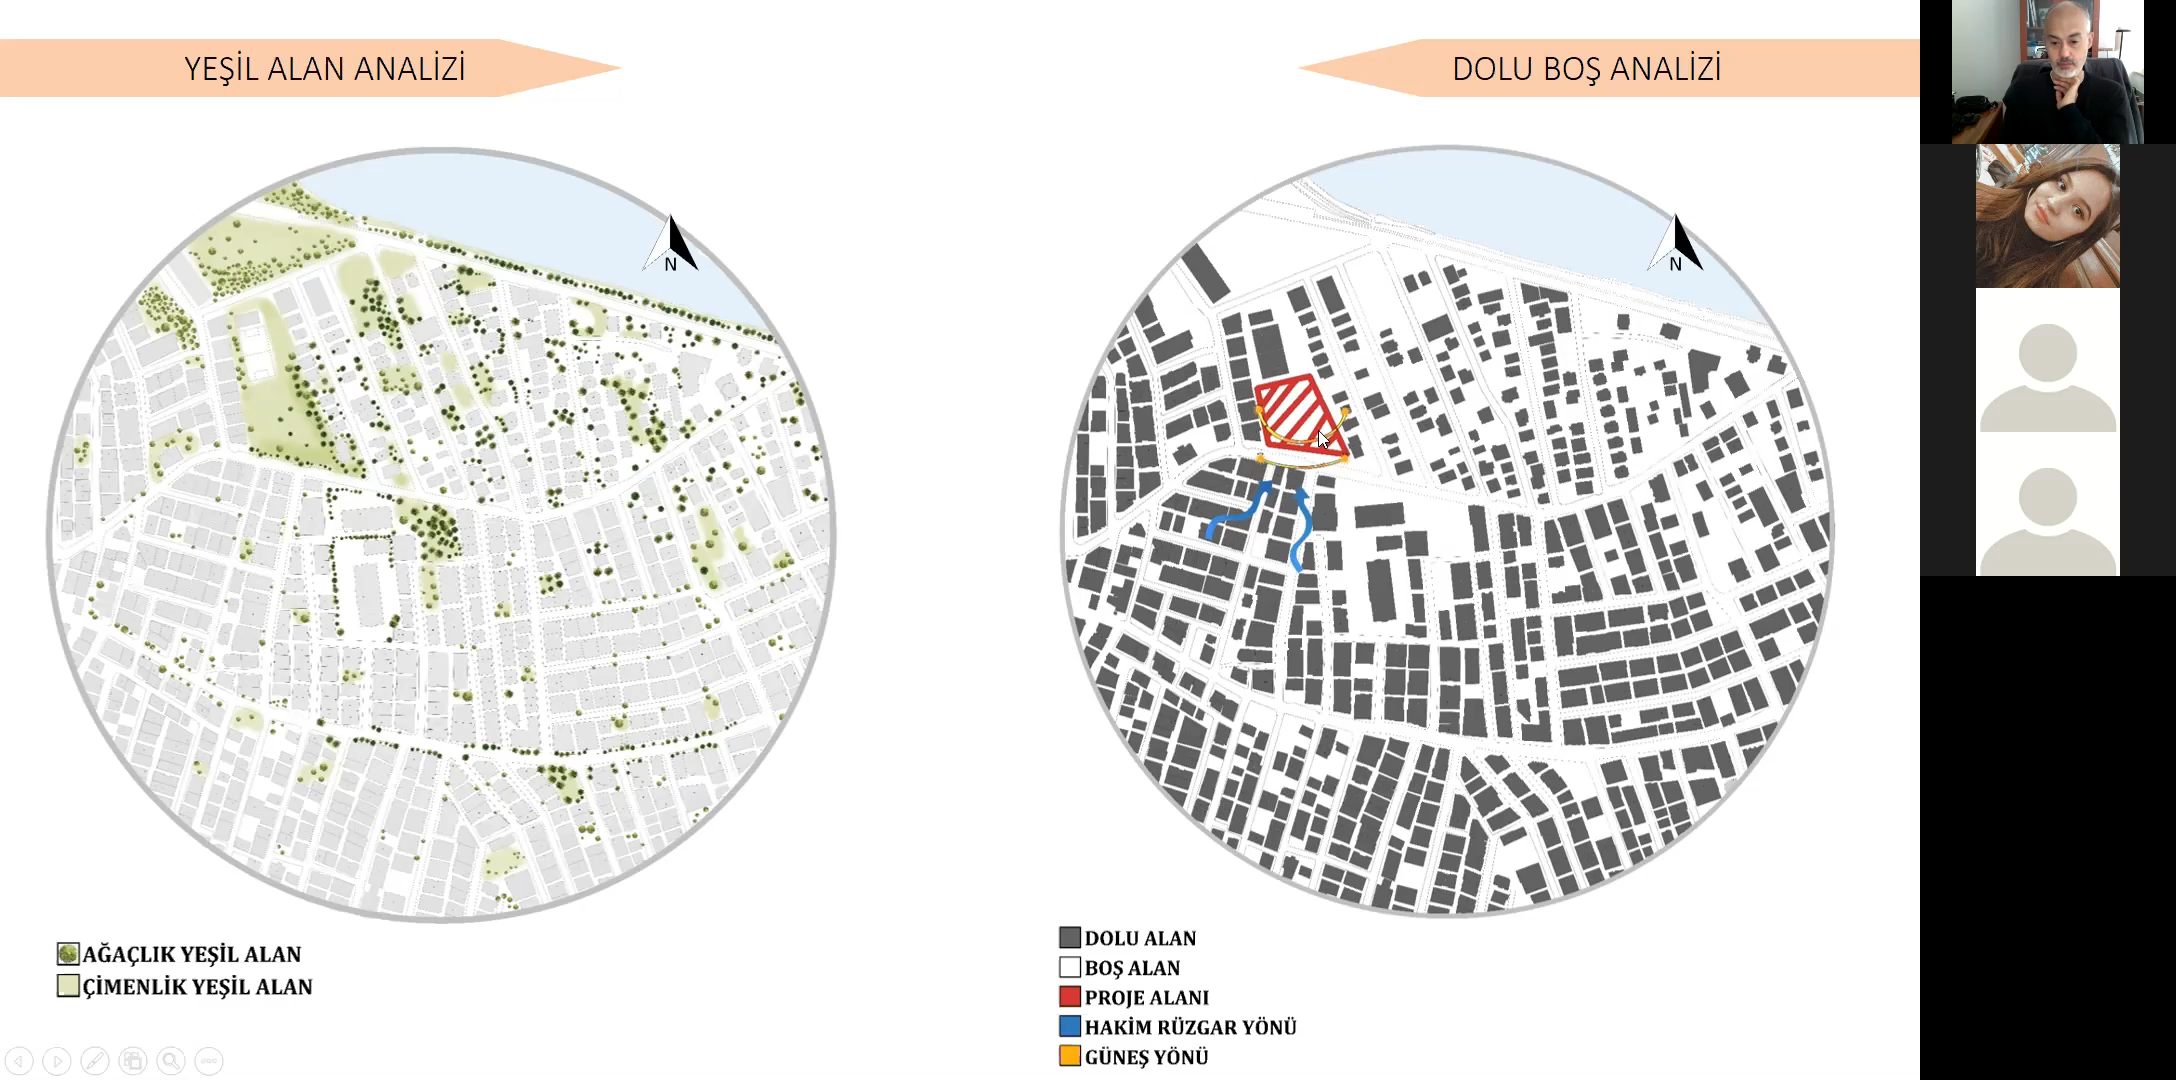 YEŞİL ALAN ANALİZİ
DOLU BOŞ ANALİZİ
N
N
AĞAÇLIK YEŞİL ALAN
ÇİMENLİK YEŞİL ALAN
DOLU ALAN
BOŞ ALAN
PROJE ALANI
HAKİM RÜZGAR YÖNÜ
GÜNEŞ YÖNÜ